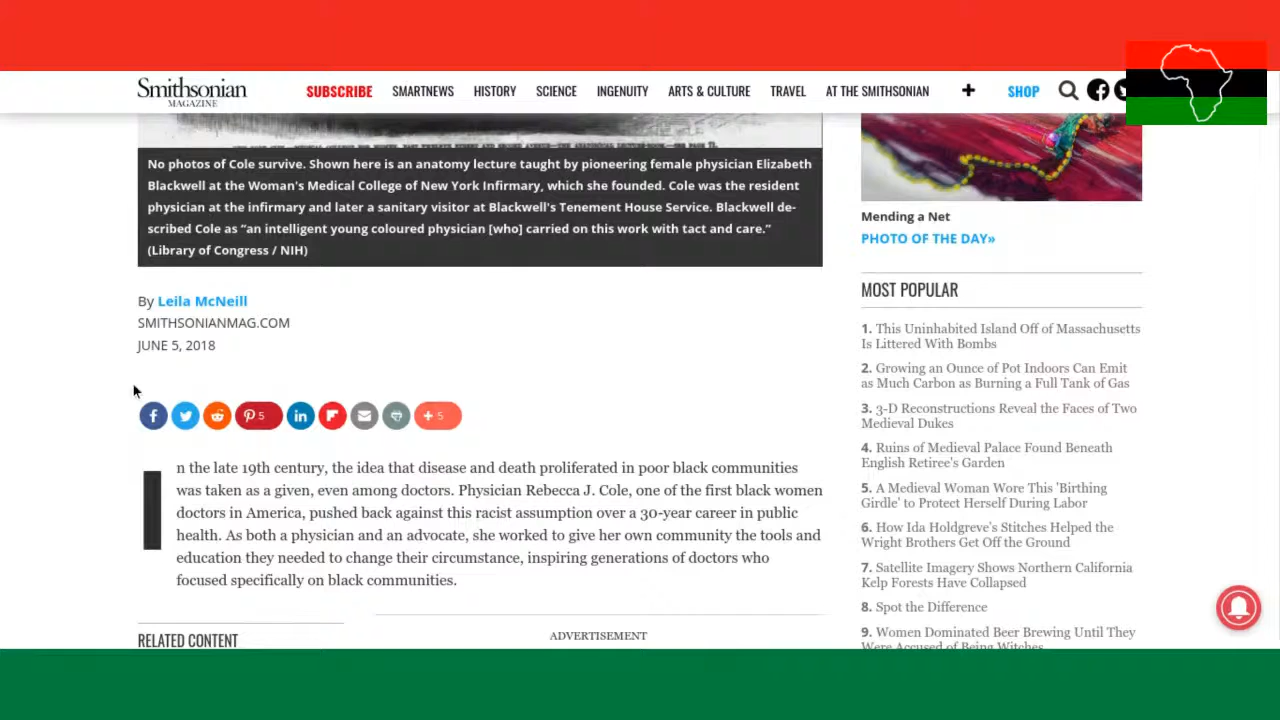 Smithsonian
MAGAZINE
SUBSCRIBE SMARTNEWS HISTORY SCIENCE INGENUITY ARTS & CULTURE TRAVEL AT THE SMITHSONIAN + SHOP
No photos of Cole survive. Shown here is an anatomy lecture taught by pioneering female physician Elizabeth
Blackwell at the Woman's Medical College of New York Infirmary, which she founded. Cole was the resident
physician at the infirmary and later a sanitary visitor at Blackwell's Tenement House Service. Blackwell de-
scribed Cole as “an intelligent young coloured physician [who] carried on this work with tact and care.”
(Library of Congress / NIH)
By Leila McNeill
SMITHSONIANMAG.COM
JUNE 5, 2018
5
in
+ 5
In the late 19th century, the idea that disease and death proliferated in poor black communities
was taken as a given, even among doctors. Physician Rebecca J. Cole, one of the first black women
doctors in America, pushed back against this racist assumption over a 30-year career in public
health. As both a physician and an advocate, she worked to give her own community the tools and
education they needed to change their circumstance, inspiring generations of doctors who
focused specifically on black communities.
RELATED CONTENT
ADVERTISEMENT
Mending a Net
PHOTO OF THE DAY»
MOST POPULAR
1. This Uninhabited Island Off of Massachusetts
Is Littered With Bombs
2. Growing an Ounce of Pot Indoors Can Emit
as Much Carbon as Burning a Full Tank of Gas
3. 3-D Reconstructions Reveal the Faces of Two
Medieval Dukes
4. Ruins of Medieval Palace Found Beneath
English Retiree's Garden
5. A Medieval Woman Wore This 'Birthing
Girdle' to Protect Herself During Labor
6. How Ida Holdgreve's Stitches Helped the
Wright Brothers Get Off the Ground
7. Satellite Imagery Shows Northern California
Kelp Forests Have Collapsed
8. Spot the Difference
9. Women Dominated Beer Brewing Until They
Were Accused of Being Witches